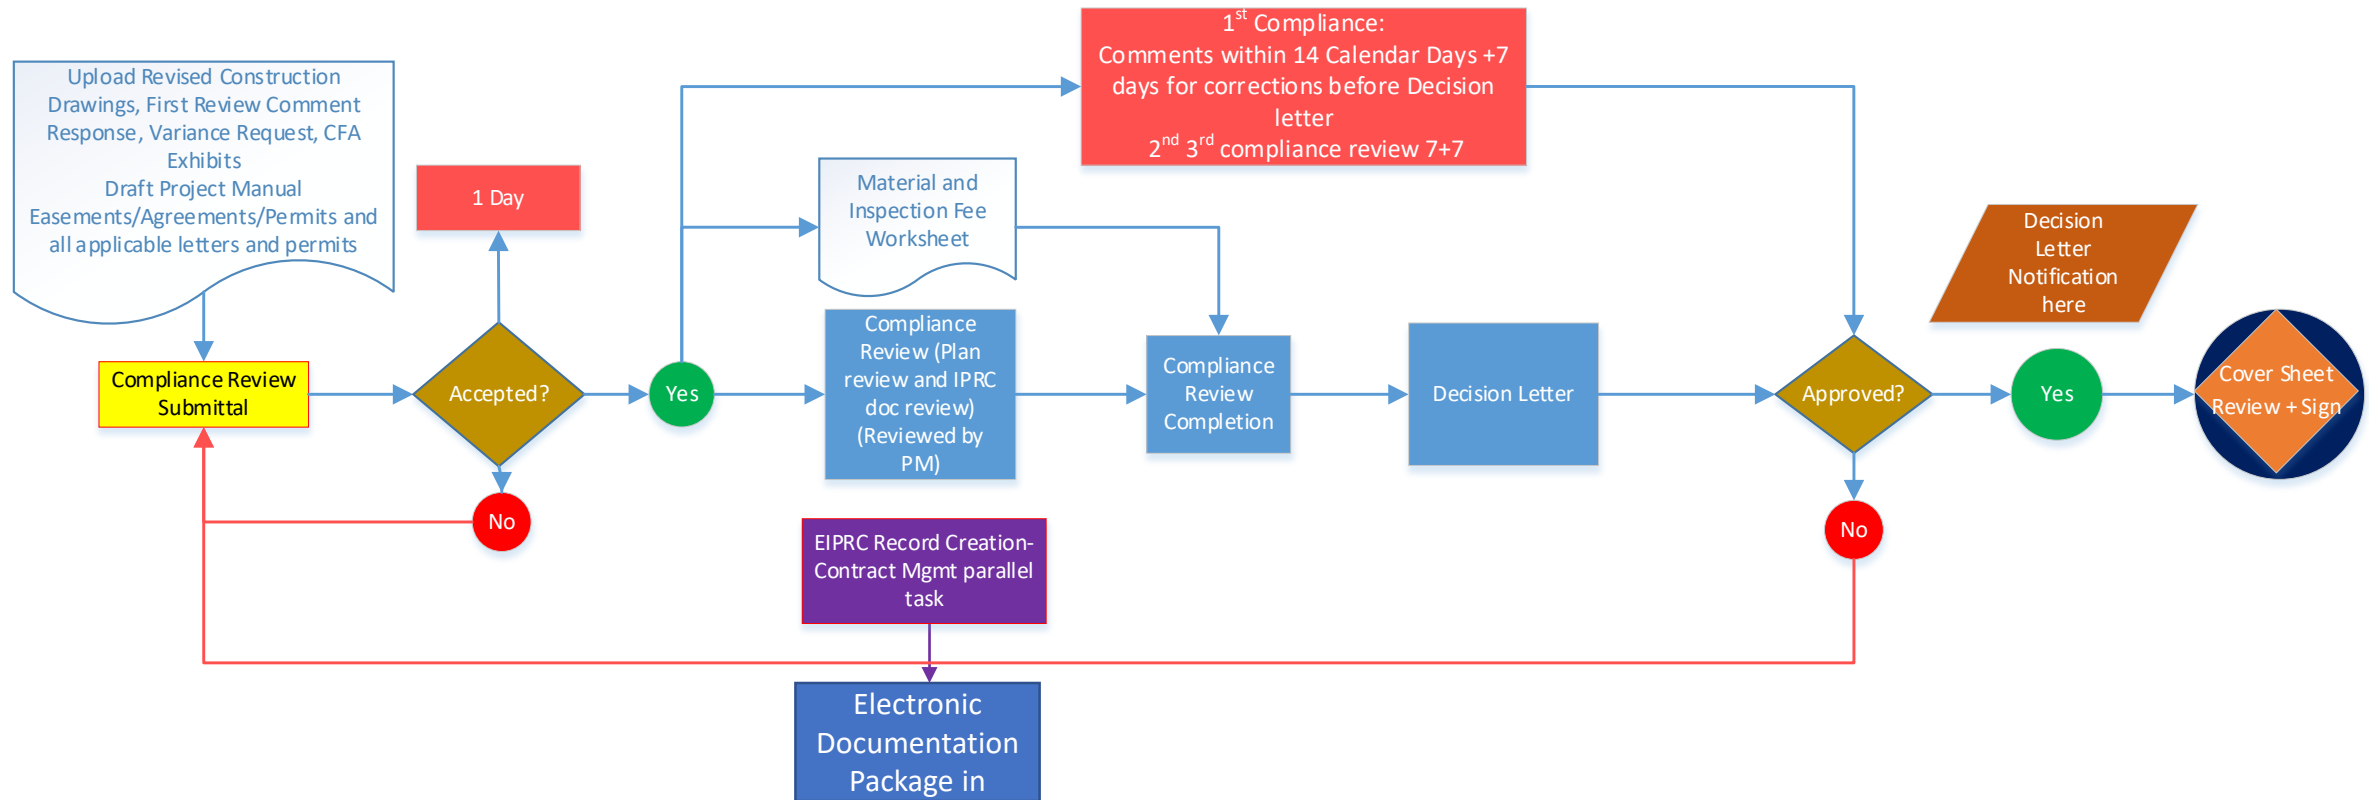 Upload Revised Construction
Drawings, First Review Comment
Response, Variance Request, CFA
Exhibits
Draft Project Manual
Easements/Agreements/Permits and
all applicable letters and permits
Compliance Review
Submittal
1 Day
Accepted?
No
Yes
1st Compliance:
Comments within 14 Calendar Days +7
days for corrections before Decision
letter
2nd 3rd compliance review 7+7
Material and
Inspection Fee
Worksheet
Compliance
Review (Plan
review and IPRC
doc review)
(Reviewed by
PM)
Compliance
Review
Completion
Decision Letter
Approved?
No
Yes
Decision
Letter
Notification
here
Cover Sheet
Review + Sign
EIPRC Record Creation-
Contract Mgmt parallel
task
Electronic
Documentation
Package in